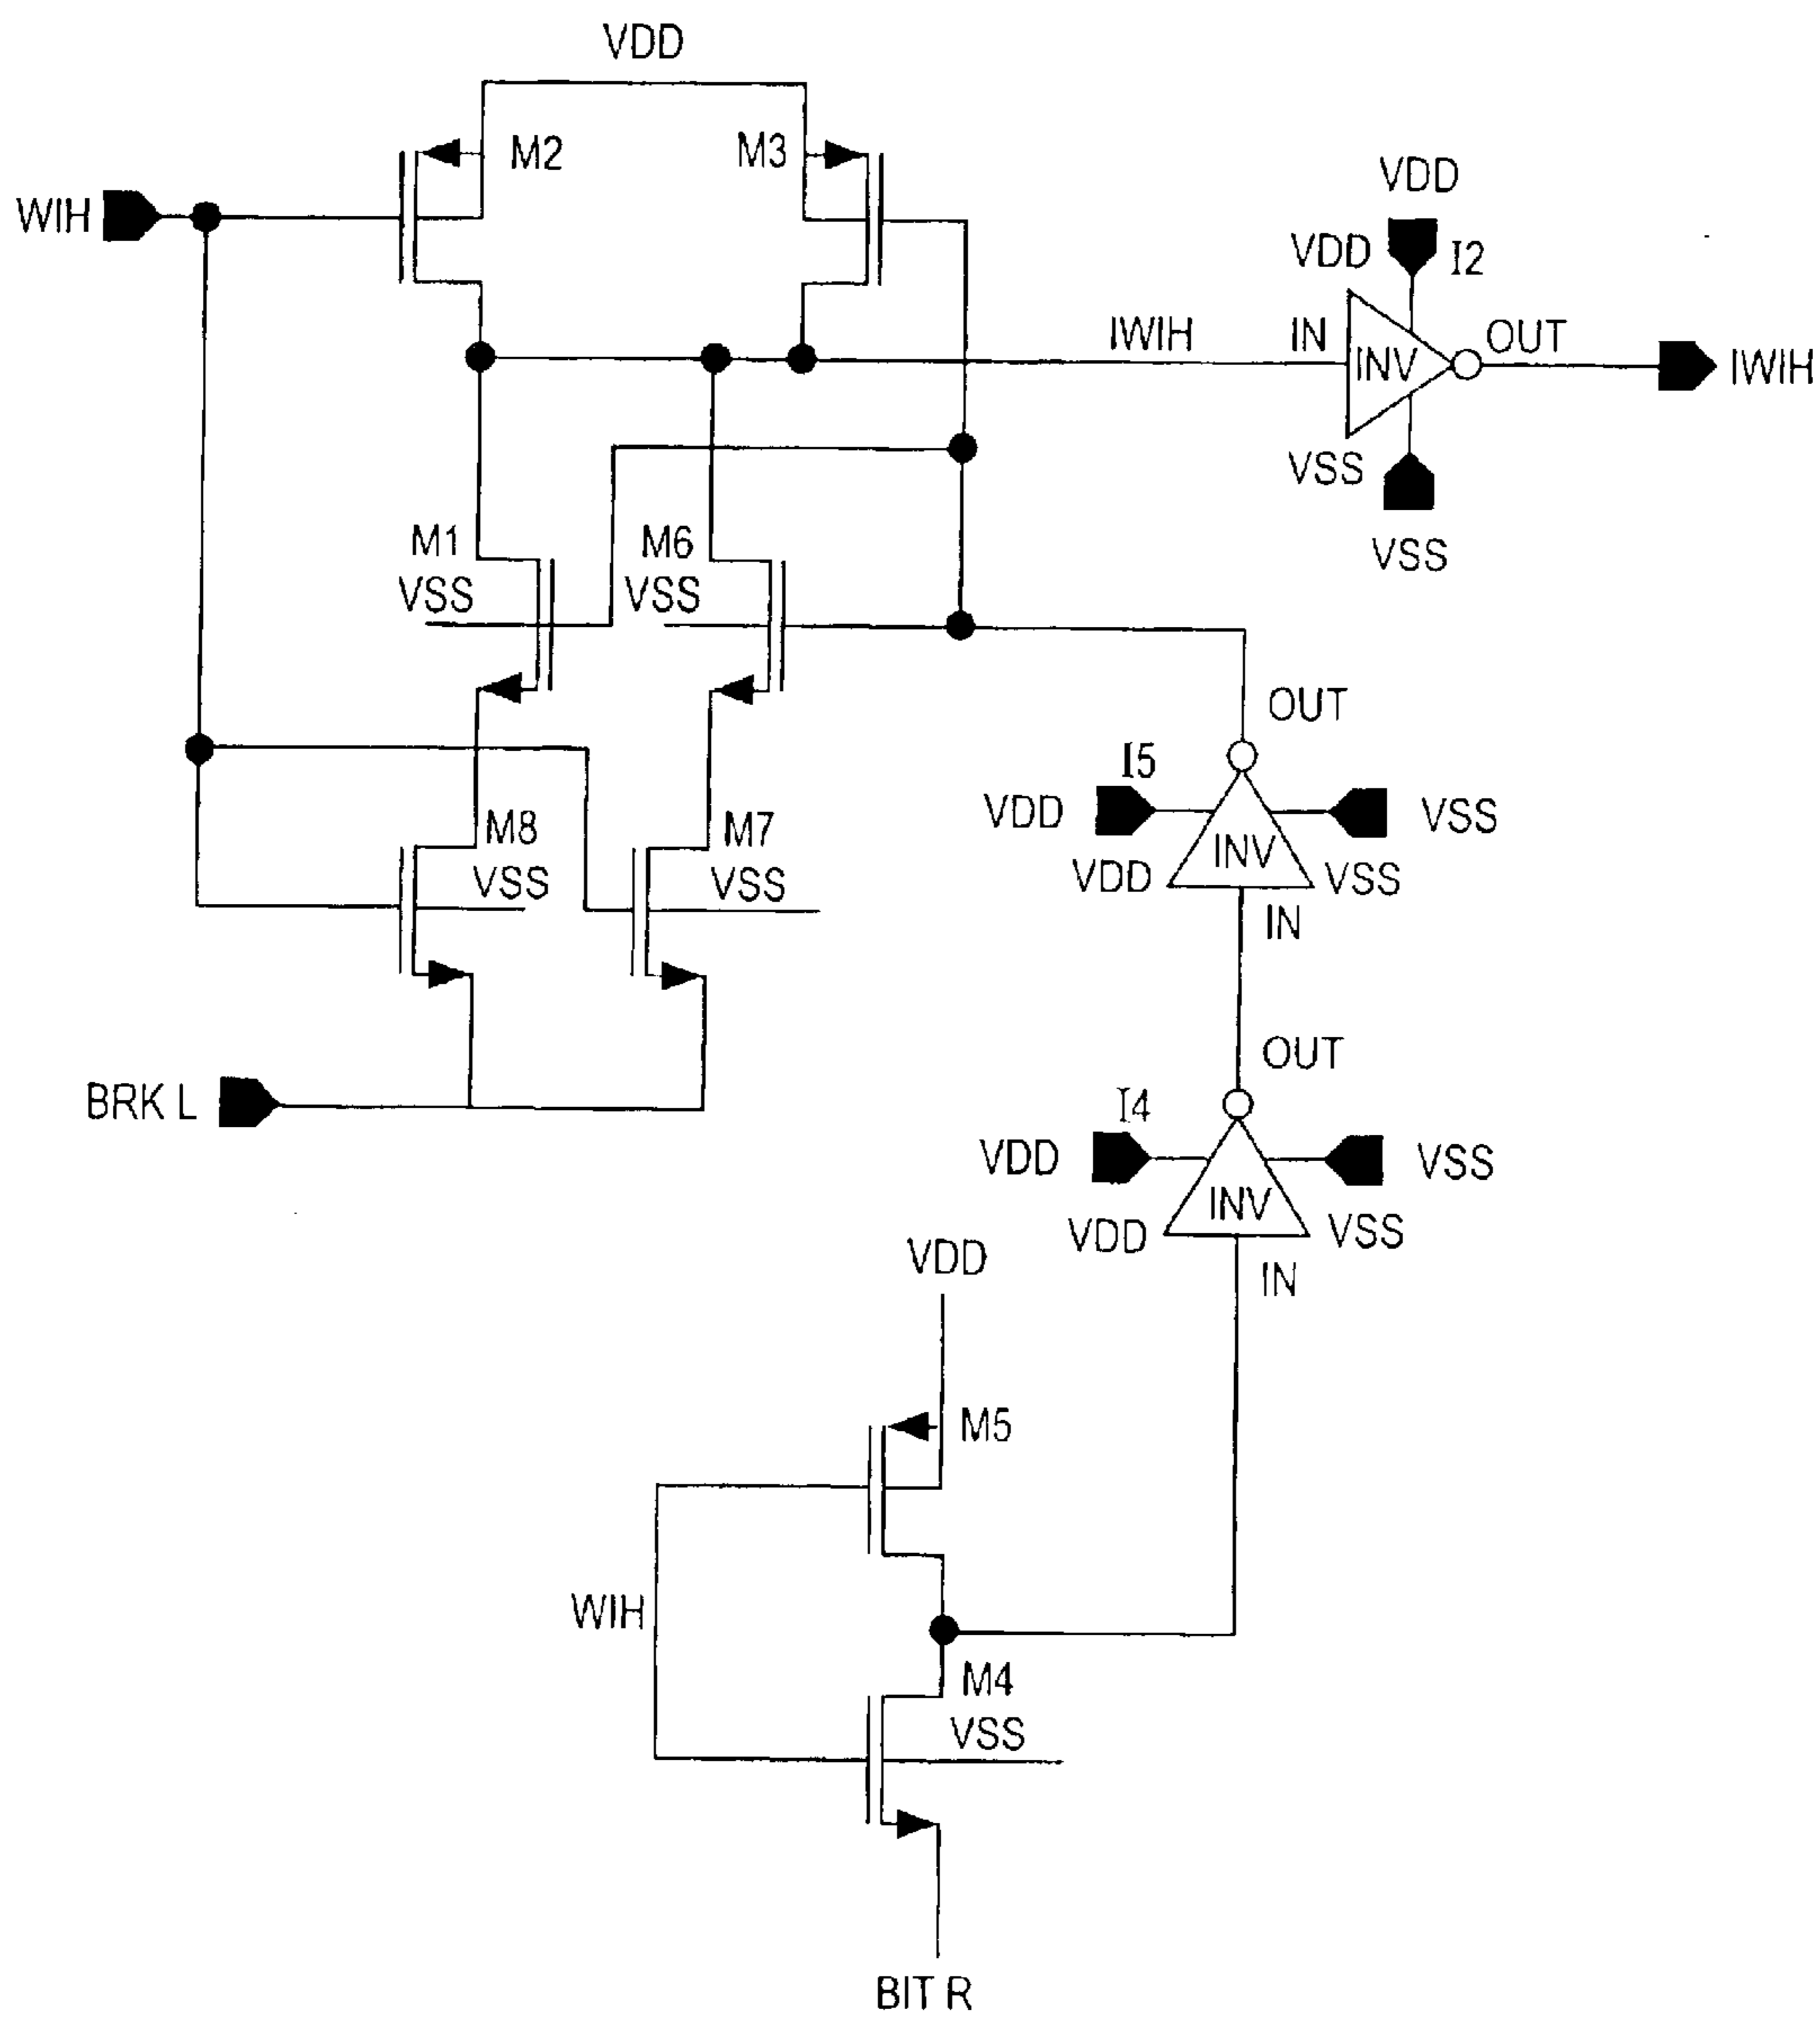 VDD
M2
M3
WIH
VDD
VDD
I2
IWIH
IN
INV
OUT
IWIH
VSS
VSS
M1
VSS
M6
VSS
OUT
I5
VDD
VSS
INV
VDD
VSS
IN
M8
VSS
M7
VSS
BRK L
OUT
I4
VDD
VSS
INV
VDD
VSS
IN
VDD
M5
WIH
M4
VSS
BIT R